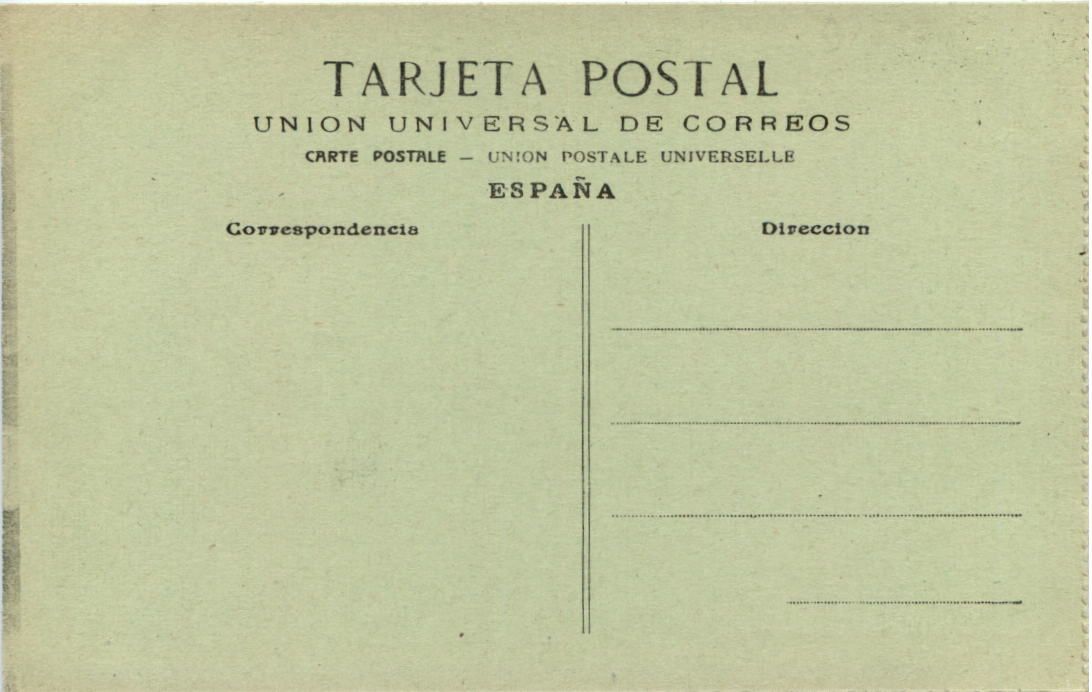 TARJETA POSTAL
UNION UNIVERSAL DE CORREOS
CARTE POSTALE — UNION POSTALE UNIVERSELLE
ESPAÑA
Correspondencia
Direccion